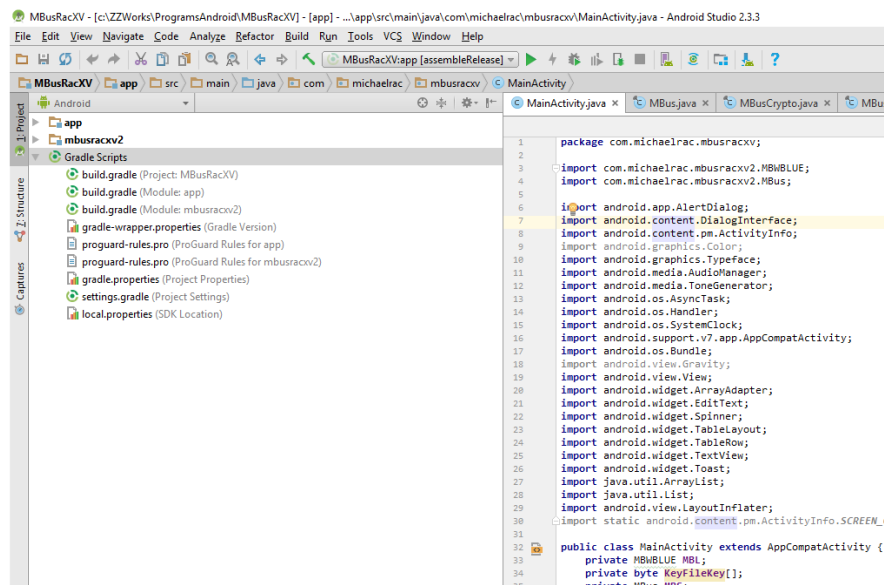 MBusRacXV - [c:\ZZWorks\ProgramsAndroid\MBusRacXV] - [app] - ...\app\src\main\java\com\michaelrac\mbusracxv\MainActivity.java - Android Studio 2.3.3
File Edit View Navigate Code Analyze Refactor Build Run Tools VCS Window Help
MBusRacXV:app [assembleRelease]
MBusRacXV app src main java com michaelrac mbusracxv MainActivity
Android
MainActivity.java MBus.java MBusCrypto.java MBu
1: Project
Z: Structure
Captures
app
mbusracxv2
Gradle Scripts
build.gradle (Project: MBusRacXV)
build.gradle (Module: app)
build.gradle (Module: mbusracxv2)
gradle-wrapper.properties (Gradle Version)
proguard-rules.pro (ProGuard Rules for app)
proguard-rules.pro (ProGuard Rules for mbusracxv2)
gradle.properties (Project Properties)
settings.gradle (Project Settings)
local.properties (SDK Location)
1 package com.michaelrac.mbusracxv;
2
3 import com.michaelrac.mbusracxv2.MBWBLUE;
4 import com.michaelrac.mbusracxv2.MBus;
5
6 import android.app.AlertDialog;
7 import android.content.DialogInterface;
8 import android.content.pm.ActivityInfo;
9 import android.graphics.Color;
10 import android.graphics.Typeface;
11 import android.media.AudioManager;
12 import android.media.ToneGenerator;
13 import android.os.AsyncTask;
14 import android.os.Handler;
15 import android.os.SystemClock;
16 import android.support.v7.app.AppCompatActivity;
17 import android.os.Bundle;
18 import android.view.Gravity;
19 import android.view.View;
20 import android.widget.ArrayAdapter;
21 import android.widget.EditText;
22 import android.widget.Spinner;
23 import android.widget.TableLayout;
24 import android.widget.TableRow;
25 import android.widget.TextView;
26 import android.widget.Toast;
27 import java.util.ArrayList;
28 import java.util.List;
29 import android.view.LayoutInflater;
30 import static android.content.pm.ActivityInfo.SCREEN_
31
32 public class MainActivity extends AppCompatActivity {
33 private MBWBLUE MBL;
34 private byte KeyFileKey[];